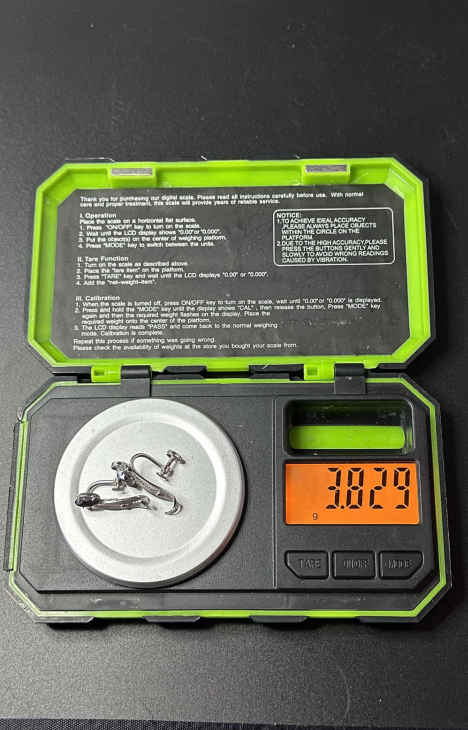 Thank you for purchasing our digital scale. Please read all instructions carefully before use. With normal
care and proper treatment, this scale will provide years of reliable service.
I. Operation
Place the scale on a horizontal flat surface.
1. Press "ON/OFF" key to turn on the scale.
2. Wait until the LCD display shows "0.00"or "0.000".
3. Put the object(s) on the center of weighing platform.
4. Press "MODE" key to switch between the units.
II. Tare Function
1. Turn on the scale as described above.
2. Place the "tare item" on the platform.
3. Press "TARE" key and wait until the LCD displays "0.00" or "0.000".
4. Add the "net-weight-item".
III. Calibration
1. When the scale is turned off, press ON/OFF key to turn on the scale, wait until "0.00"or "0.000" is displayed.
2. Press and hold the "MODE" key until the display shows "CAL", then release the button, Press "MODE" key
again and then the required weight flashes on the display. Place the
required weight onto the center of the platform.
3. The LCD display reads "PASS" and come back to the normal weighing
mode. Calibration is complete.
Repeat this process if something was going wrong.
Please check the availability of weights at the store you bought your scale from.
NOTICE:
1.TO ACHIEVE IDEAL ACCURACY
,PLEASE ALWAYS PLACE OBJECTS
WITHIN THE CIRCLE ON THE
PLATFORM.
2.DUE TO THE HIGH ACCURACY,PLEASE
PRESS THE BUTTONS GENTLY AND
SLOWLY TO AVOID WRONG READINGS
CAUSED BY VIBRATION.
3.829
g
TARE ON/OFF MODE